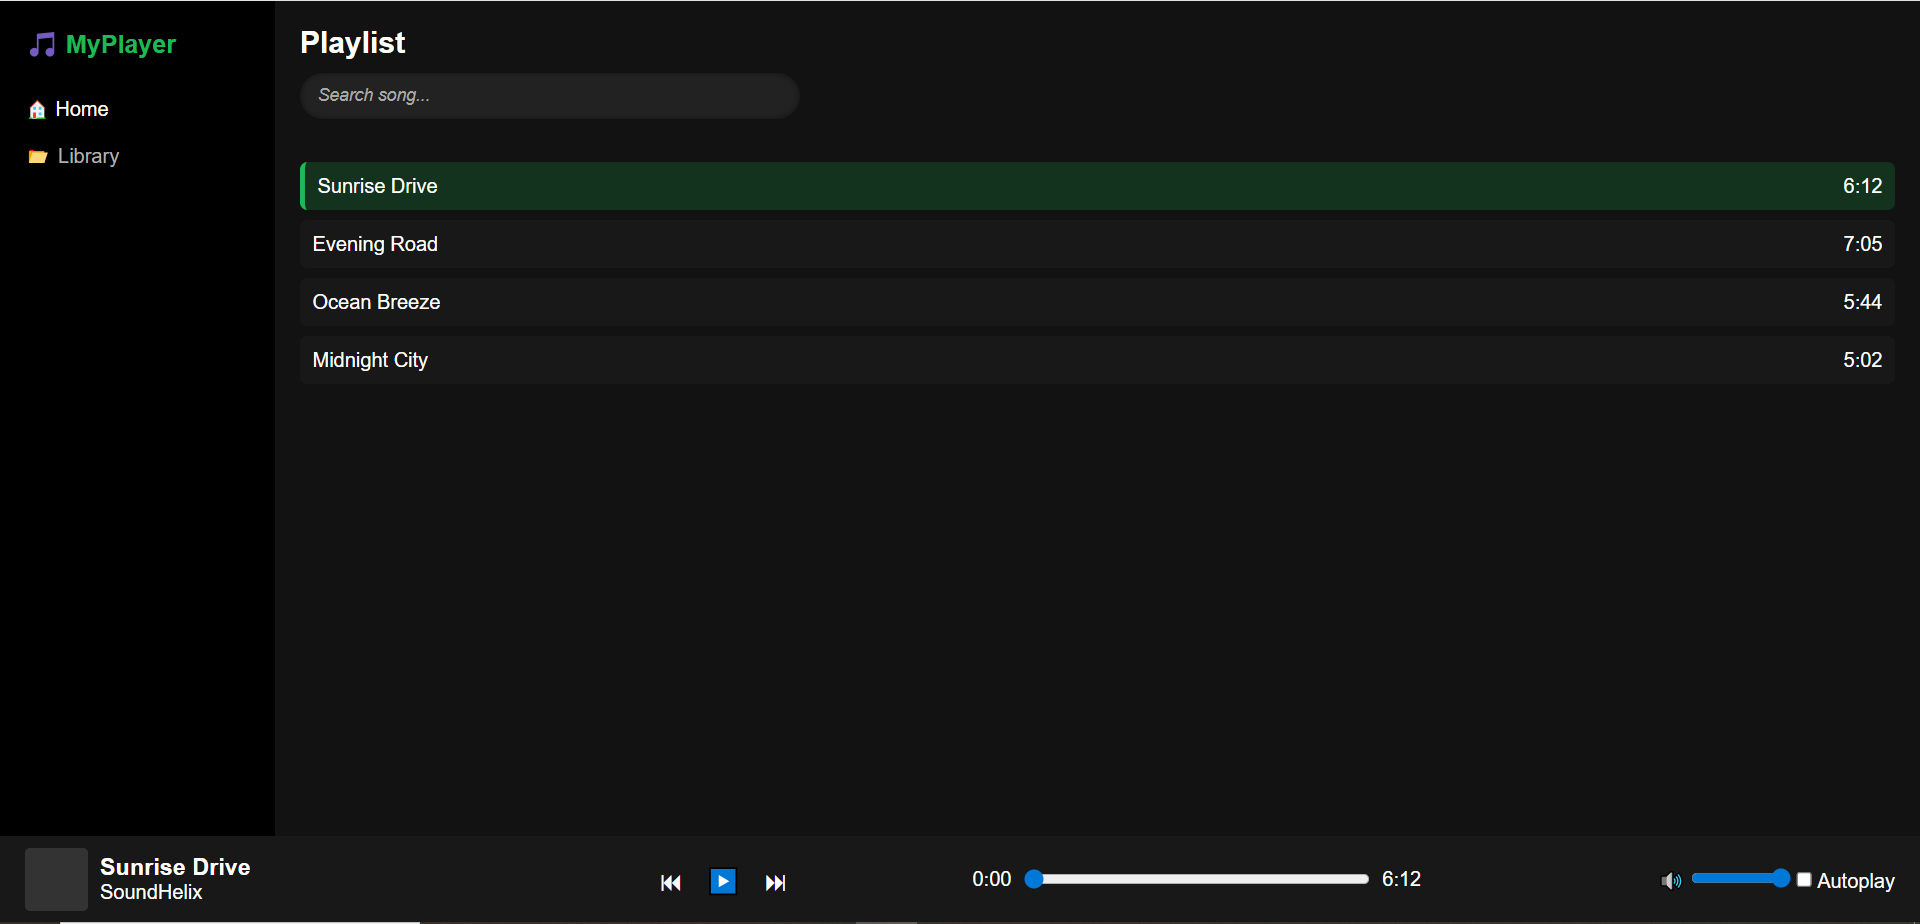 MyPlayer
Home
Library
Playlist
Search song...
Sunrise Drive 6:12
Evening Road 7:05
Ocean Breeze 5:44
Midnight City 5:02
Sunrise Drive
SoundHelix
0:00 6:12
Autoplay